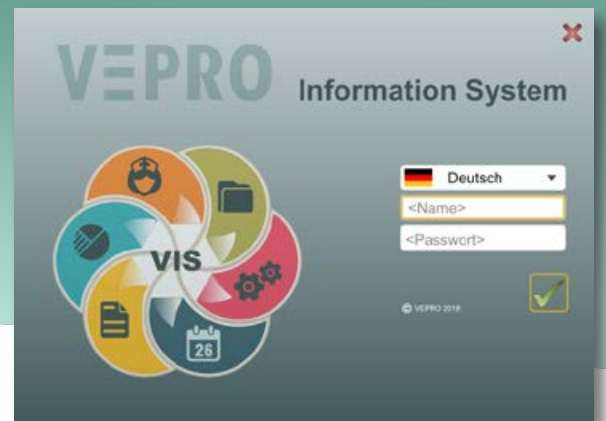 VEPRO
Information System
Deutsch
<Name>
<Passwort>
VIS
26
© VEPRO 2018